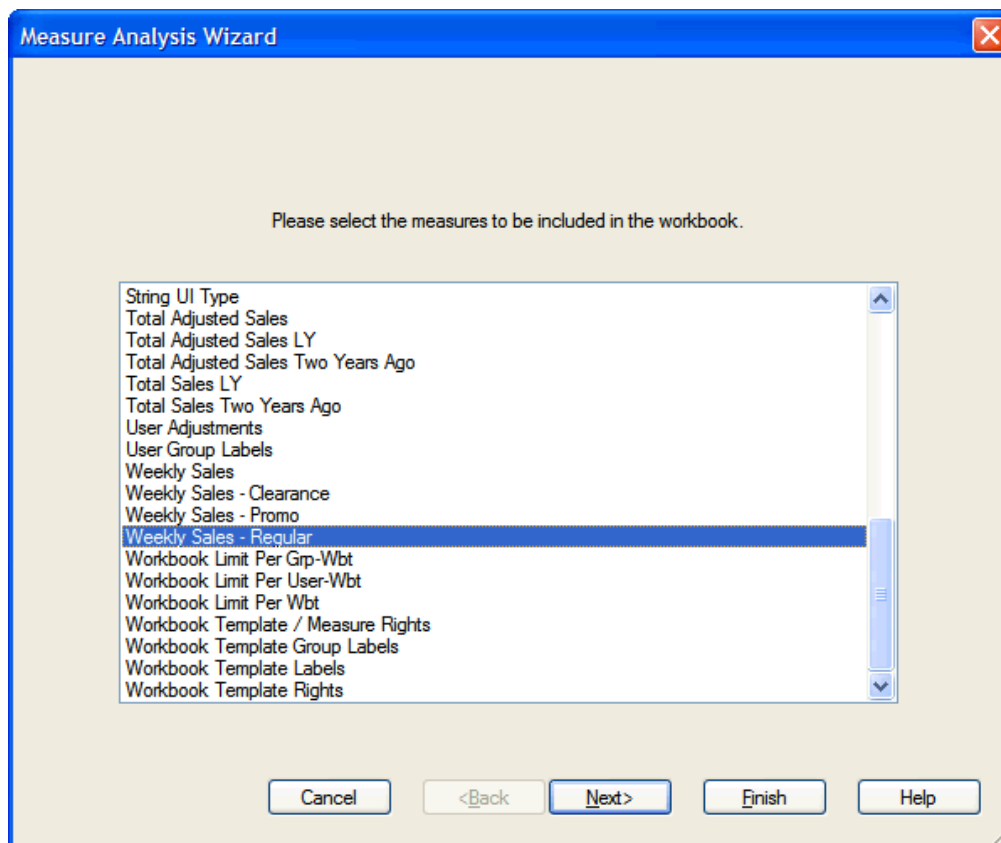 Measure Analysis Wizard
Please select the measures to be included in the workbook.
String UI Type
Total Adjusted Sales
Total Adjusted Sales LY
Total Adjusted Sales Two Years Ago
Total Sales LY
Total Sales Two Years Ago
User Adjustments
User Group Labels
Weekly Sales
Weekly Sales - Clearance
Weekly Sales - Promo
Weekly Sales - Regular
Workbook Limit Per Grp-Wbt
Workbook Limit Per User-Wbt
Workbook Limit Per Wbt
Workbook Template / Measure Rights
Workbook Template Group Labels
Workbook Template Labels
Workbook Template Rights
Cancel <Back Next> Finish Help